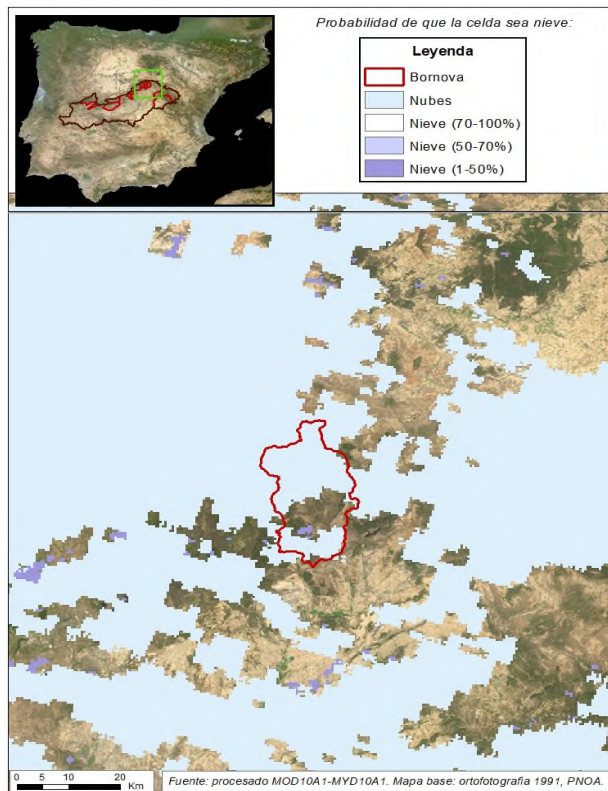 Probabilidad de que la celda sea nieve:
Leyenda
Bornova
Nubes
Nieve (70-100%)
Nieve (50-70%)
Nieve (1-50%)
0 5 10 20
Km
Fuente: procesado MOD10A1-MYD10A1. Mapa base: ortofotografía 1991, PNOA.